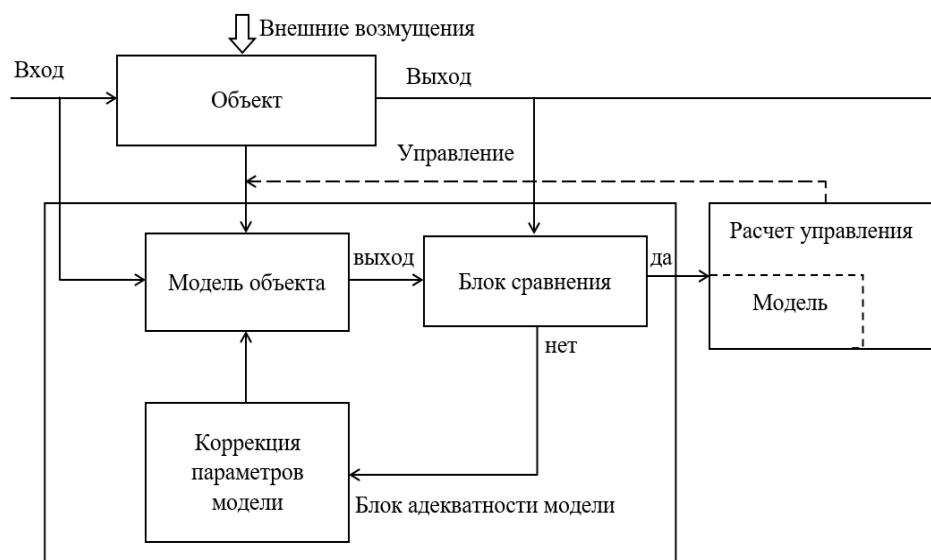 Внешние возмущения
Вход
Объект
Выход
Управление
Расчет управления
Модель объекта
выход
Блок сравнения
да
Модель
нет
Коррекция
параметров
модели
Блок адекватности модели